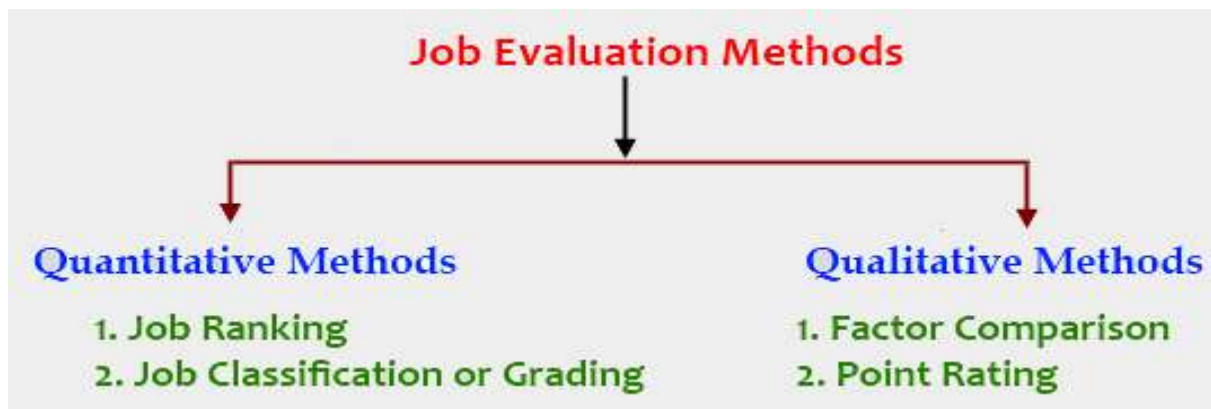 Job Evaluation Methods
Quantitative Methods
1. Job Ranking
2. Job Classification or Grading
Qualitative Methods
1. Factor Comparison
2. Point Rating